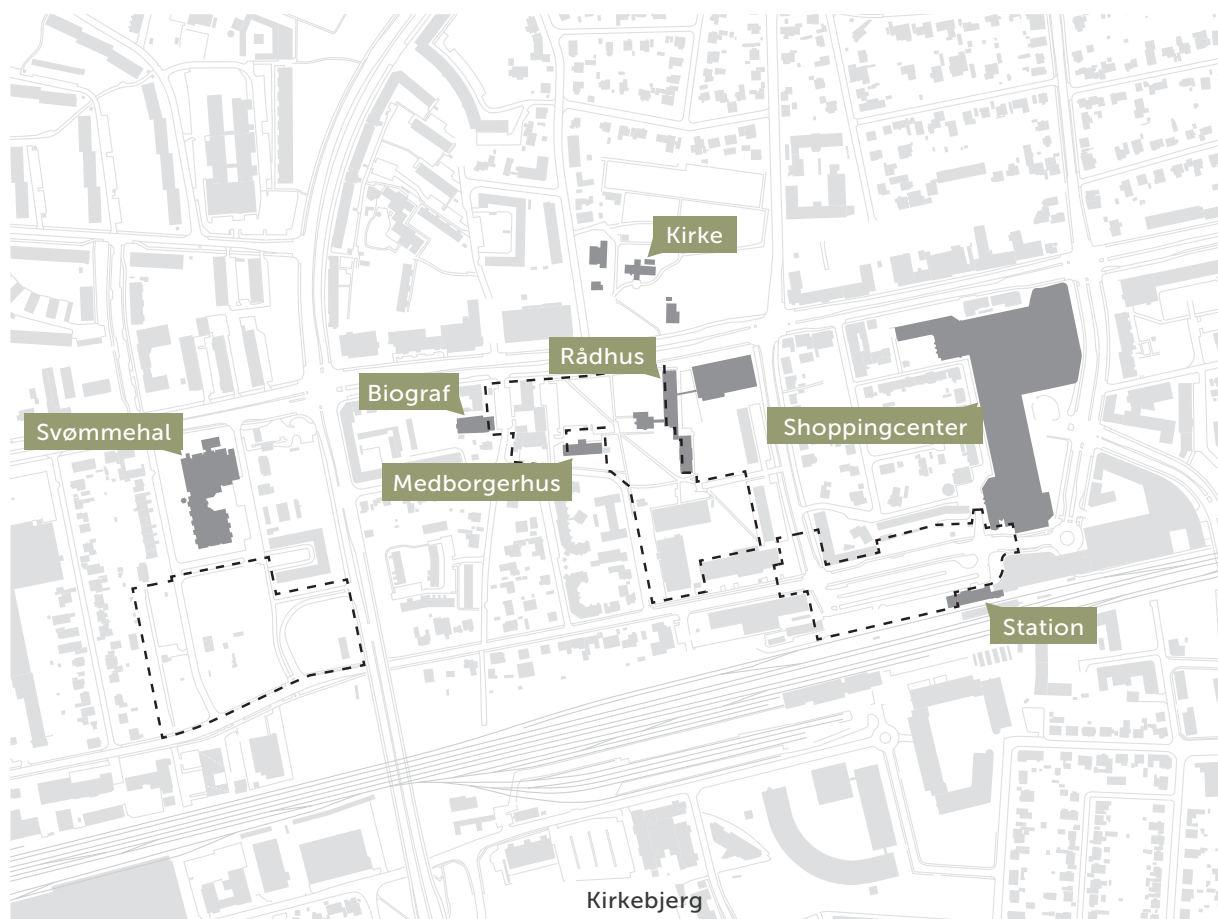 Kirke
Rådhus
Biograf
Svømmehal
Shoppingcenter
Medborgerhus
Station
Kirkebjerg